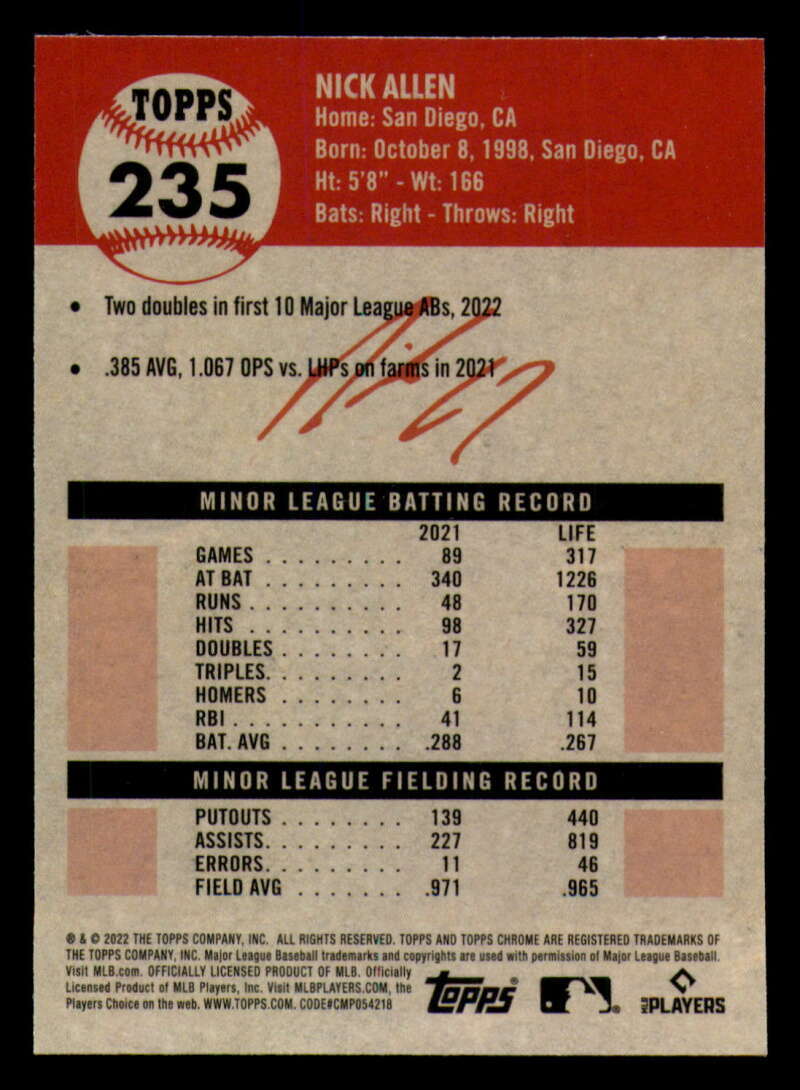 TOPPS
235
NICK ALLEN
Home: San Diego, CA
Born: October 8, 1998, San Diego, CA
Ht: 5'8" - Wt: 166
Bats: Right - Throws: Right
• Two doubles in first 10 Major League ABs, 2022
• .385 AVG, 1.067 OPS vs. LHPs on farms in 2021
MINOR LEAGUE BATTING RECORD
2021 LIFE
GAMES . . . . . . . . . 89 317
AT BAT . . . . . . . . . 340 1226
RUNS . . . . . . . . . . 48 170
HITS . . . . . . . . . . 98 327
DOUBLES . . . . . . . . 17 59
TRIPLES. . . . . . . . . 2 15
HOMERS . . . . . . . . 6 10
RBI . . . . . . . . . . . 41 114
BAT. AVG . . . . . . . . .288 .267
MINOR LEAGUE FIELDING RECORD
PUTOUTS . . . . . . . . 139 440
ASSISTS. . . . . . . . . 227 819
ERRORS. . . . . . . . . 11 46
FIELD AVG . . . . . . . .971 .965
® & © 2022 THE TOPPS COMPANY, INC. ALL RIGHTS RESERVED. TOPPS AND TOPPS CHROME ARE REGISTERED TRADEMARKS OF
THE TOPPS COMPANY, INC. Major League Baseball trademarks and copyrights are used with permission of Major League Baseball.
Visit MLB.com. OFFICIALLY LICENSED PRODUCT OF MLB. Officially
Licensed Product of MLB Players, Inc. Visit MLBPLAYERS.COM, the
Players Choice on the web. WWW.TOPPS.COM. CODE#CMP054218
TOPPS®
MLB PLAYERS